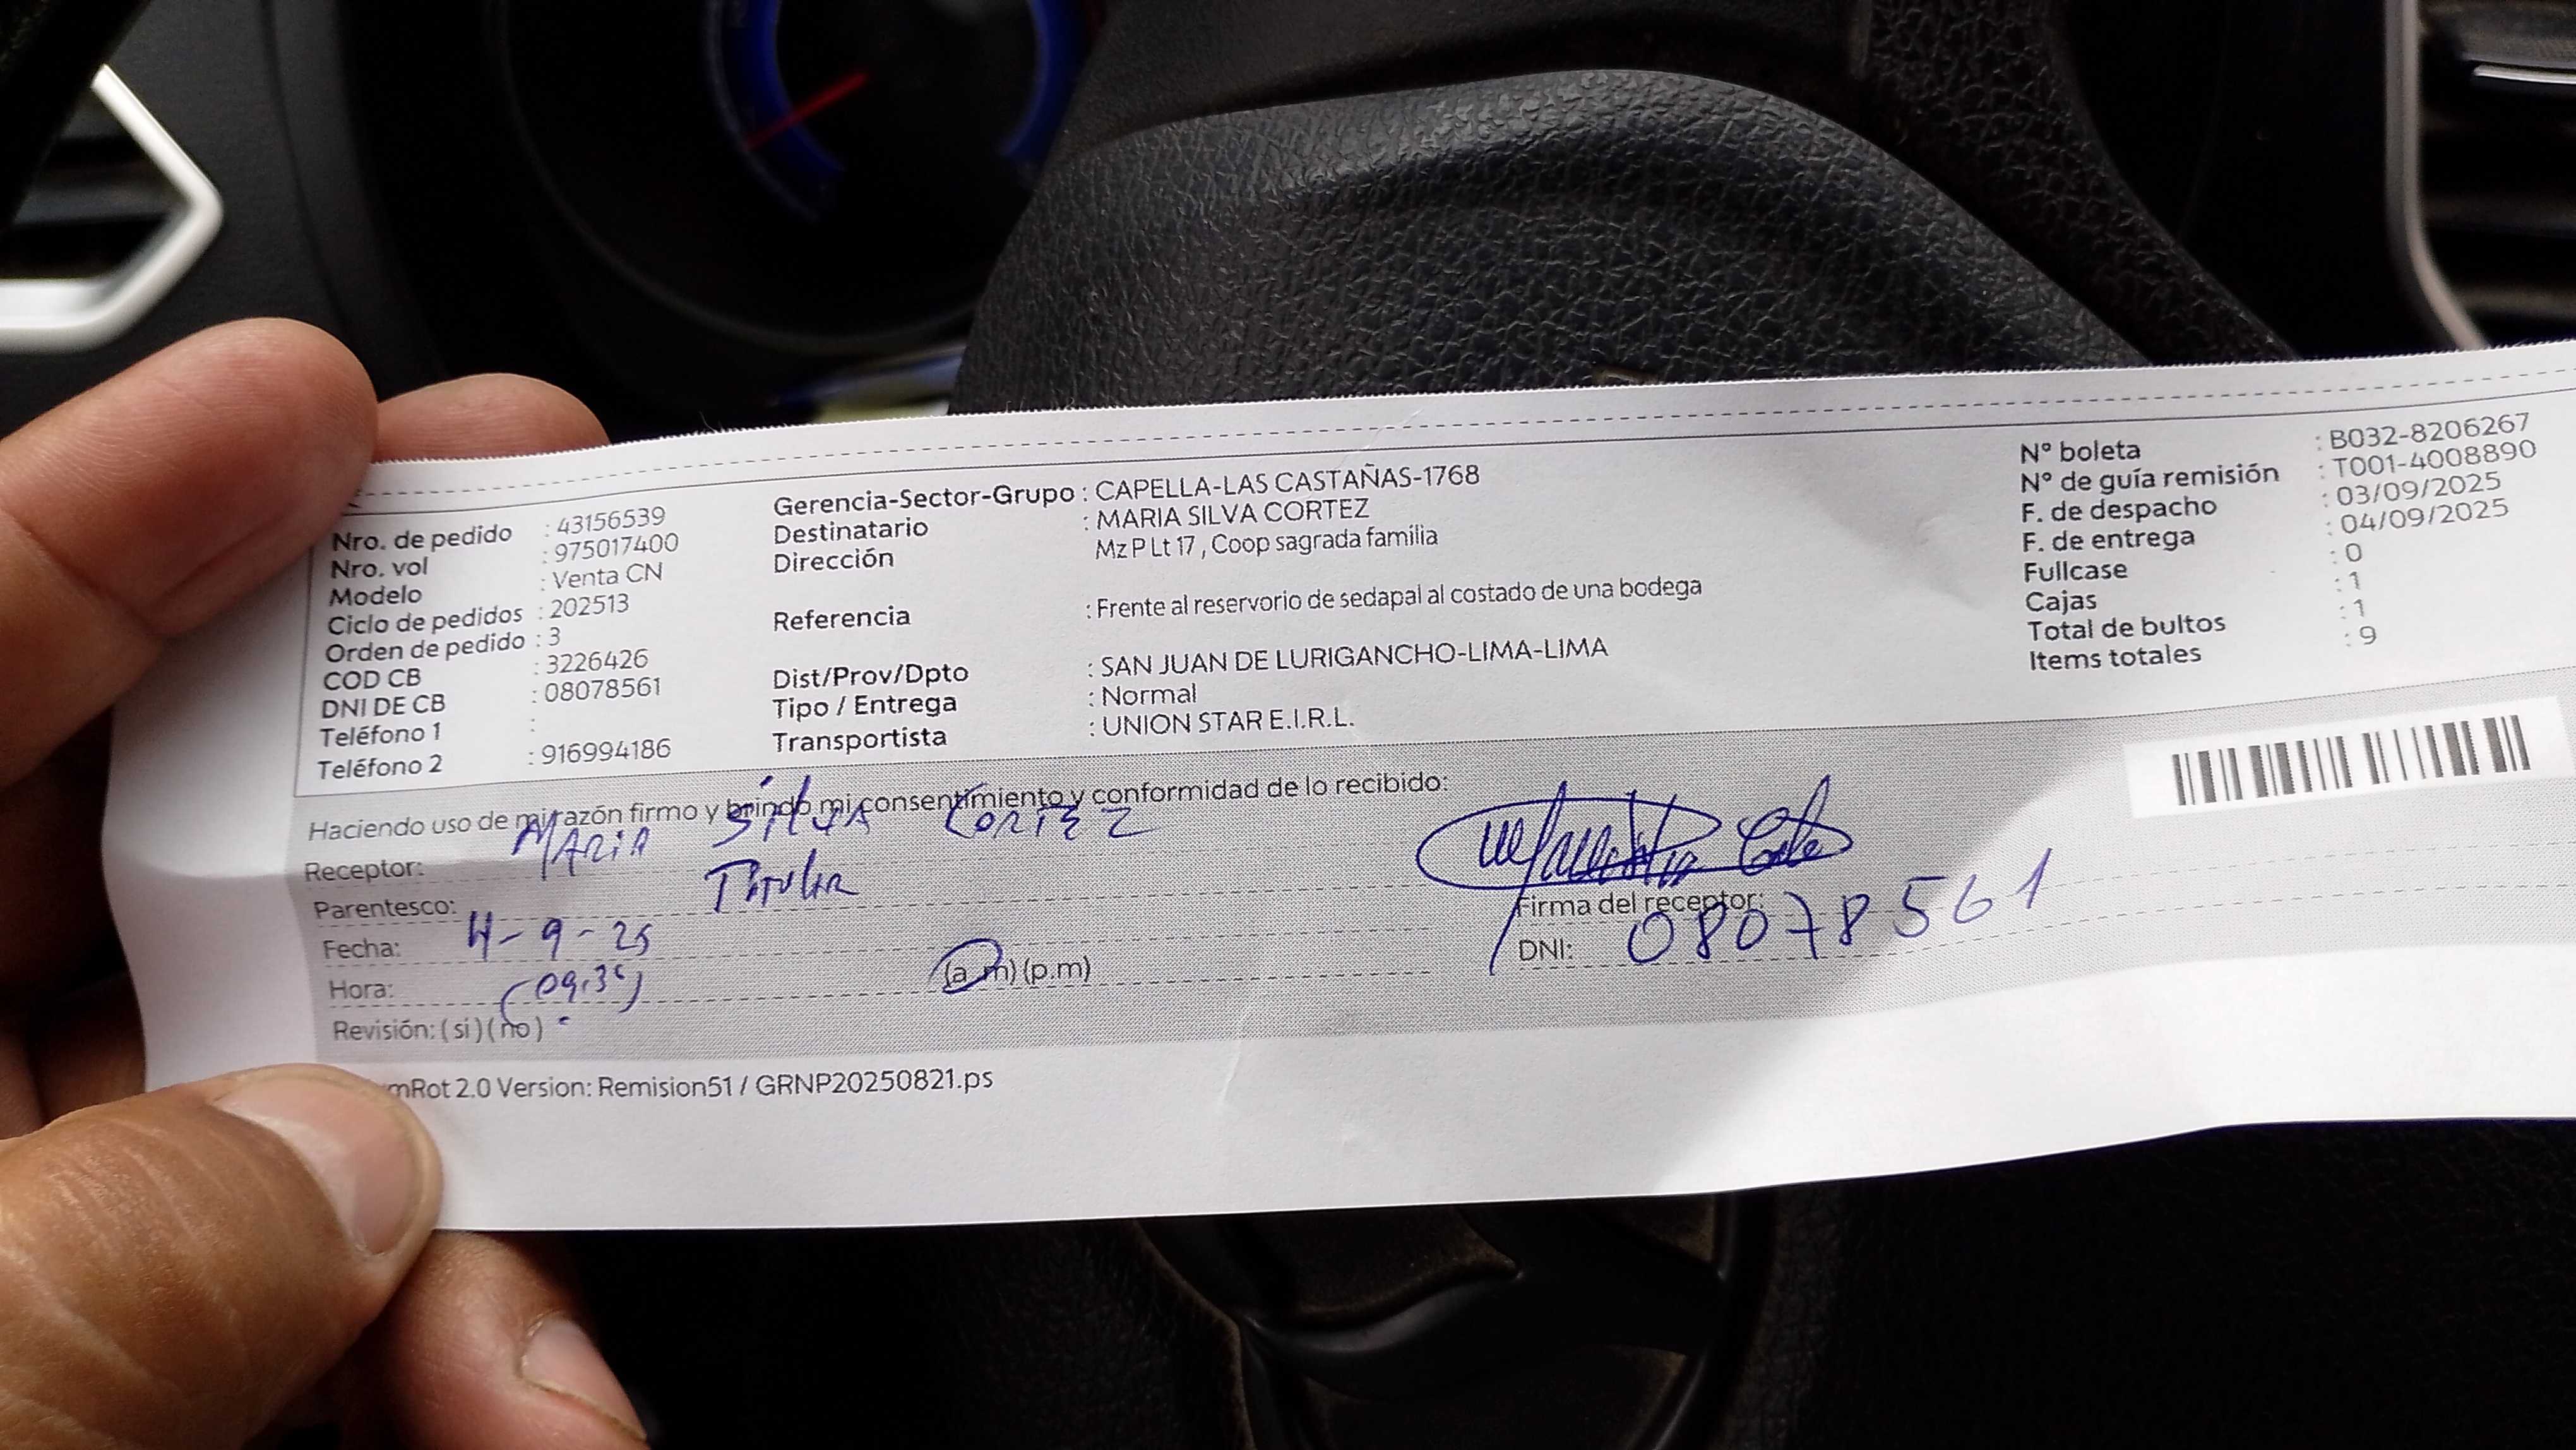 Nro. de pedido : 43156539
Nro. vol : 975017400
Modelo : Venta CN
Ciclo de pedidos : 202513
Orden de pedido : 3
COD CB : 3226426
DNI DE CB : 08078561
Teléfono 1 :
Teléfono 2 : 916994186
Gerencia-Sector-Grupo : CAPELLA-LAS CASTAÑAS-1768
Destinatario : MARIA SILVA CORTEZ
Dirección Mz P Lt 17 , Coop sagrada familia
Referencia : Frente al reservorio de sedapal al costado de una bodega
Dist/Prov/Dpto : SAN JUAN DE LURIGANCHO-LIMA-LIMA
Tipo / Entrega : Normal
Transportista : UNION STAR E.I.R.L.
N° boleta : B032-8206267
N° de guía remisión : T001-4008890
F. de despacho : 03/09/2025
F. de entrega : 04/09/2025
Fullcase : 0
Cajas : 1
Total de bultos : 1
Items totales : 9
Haciendo uso de mi razón firmo y brindo mi consentimiento y conformidad de lo recibido:
Receptor: MARIA SILVA CORTEZ
Parentesco: Titular
Fecha: 4-9-25
Hora: (a.m) (p.m)
Revisión: ( si ) ( no )
Firma del receptor:
DNI: 08078561
mRot 2.0 Version: Remision51 / GRNP20250821.ps